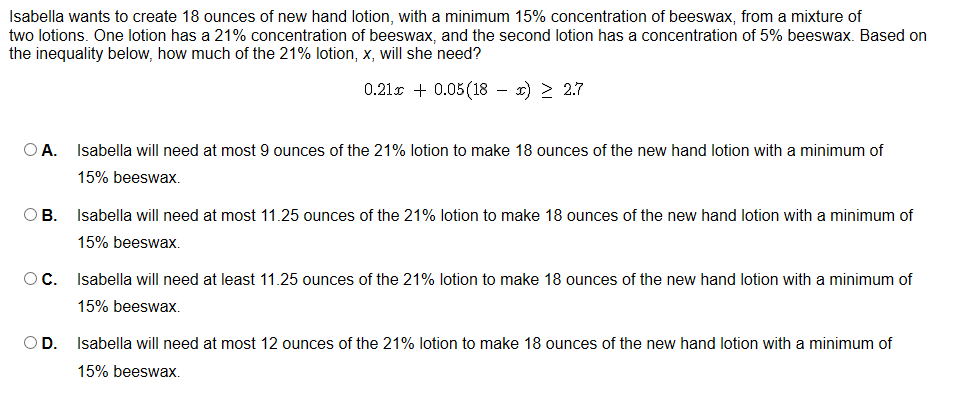 Isabella wants to create 18 ounces of new hand lotion, with a minimum 15% concentration of beeswax, from a mixture of
two lotions. One lotion has a 21% concentration of beeswax, and the second lotion has a concentration of 5% beeswax. Based on
the inequality below, how much of the 21% lotion, x, will she need?
0.21x + 0.05(18 − x) ≥ 2.7
A. Isabella will need at most 9 ounces of the 21% lotion to make 18 ounces of the new hand lotion with a minimum of
15% beeswax.
B. Isabella will need at most 11.25 ounces of the 21% lotion to make 18 ounces of the new hand lotion with a minimum of
15% beeswax.
C. Isabella will need at least 11.25 ounces of the 21% lotion to make 18 ounces of the new hand lotion with a minimum of
15% beeswax.
D. Isabella will need at most 12 ounces of the 21% lotion to make 18 ounces of the new hand lotion with a minimum of
15% beeswax.